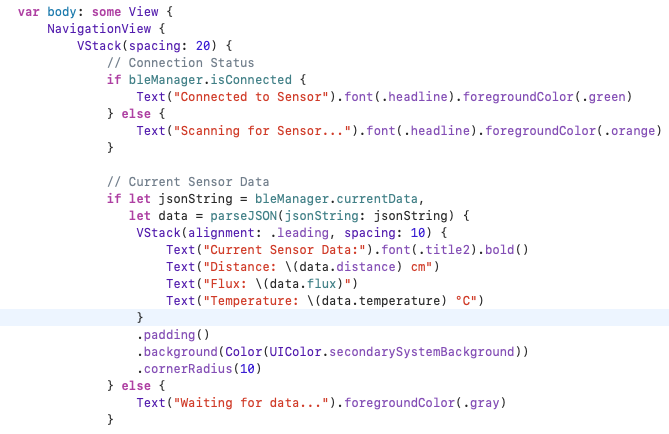 var body: some View {
    NavigationView {
        VStack(spacing: 20) {
            // Connection Status
            if bleManager.isConnected {
                Text("Connected to Sensor").font(.headline).foregroundColor(.green)
            } else {
                Text("Scanning for Sensor...").font(.headline).foregroundColor(.orange)
            }

            // Current Sensor Data
            if let jsonString = bleManager.currentData,
               let data = parseJSON(jsonString: jsonString) {
                VStack(alignment: .leading, spacing: 10) {
                    Text("Current Sensor Data:").font(.title2).bold()
                    Text("Distance: \(data.distance) cm")
                    Text("Flux: \(data.flux)")
                    Text("Temperature: \(data.temperature) °C")
                }
                .padding()
                .background(Color(UIColor.secondarySystemBackground))
                .cornerRadius(10)
            } else {
                Text("Waiting for data...").foregroundColor(.gray)
            }